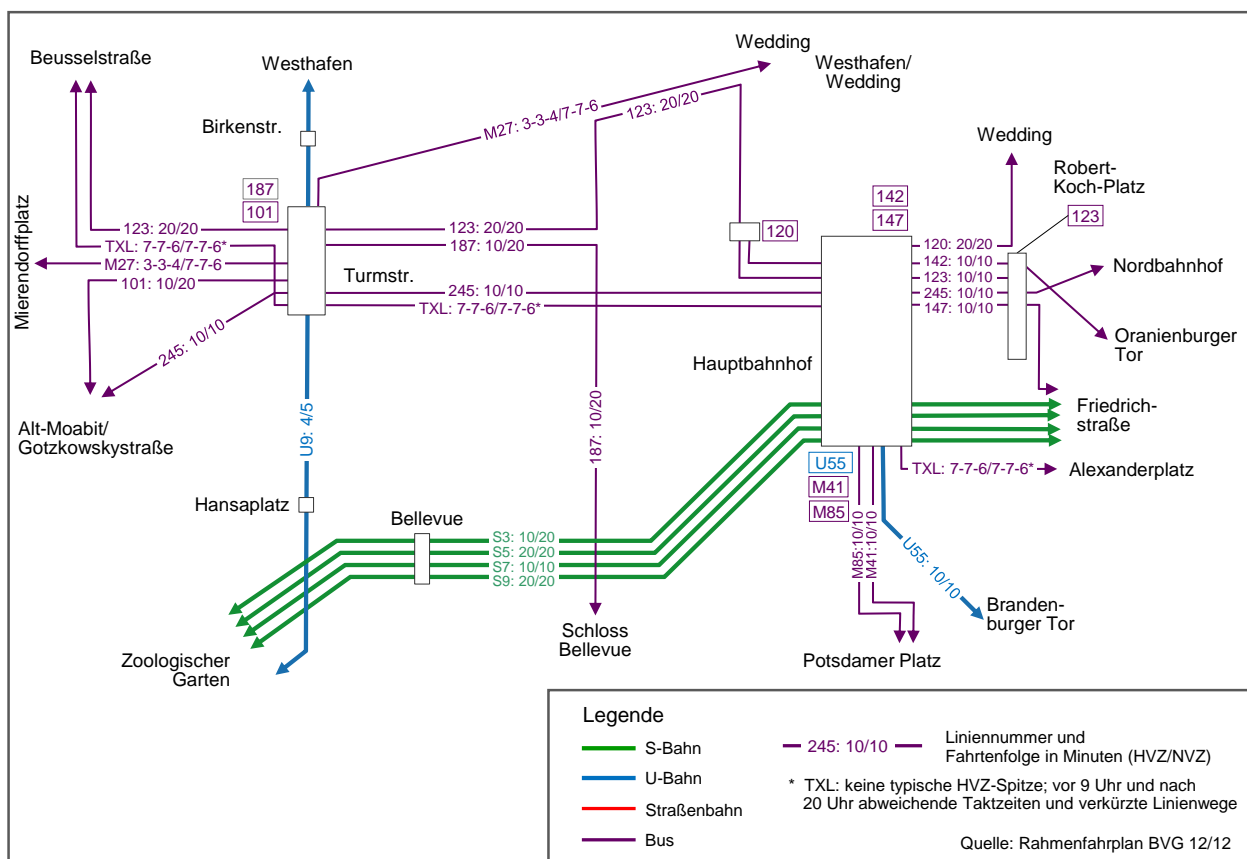 Wedding
Westhafen/
Wedding
Beusselstraße
Westhafen
M27: 3-3-4/7-7-6
123: 20/20
Birkenstr.
Wedding
Robert-
Koch-Platz
187
101
142
147
123
123: 20/20
TXL: 7-7-6/7-7-6*
M27: 3-3-4/7-7-6
101: 10/20
245: 10/10
Mierendorffplatz
123: 20/20
187: 10/20
Turmstr.
245: 10/10
TXL: 7-7-6/7-7-6*
120
120: 20/20
142: 10/10
123: 10/10
245: 10/10
147: 10/10
Nordbahnhof
Oranienburger
Tor
Hauptbahnhof
Alt-Moabit/
Gotzkowskystraße
U9: 4/5
187: 10/20
Friedrich-
straße
U55
M41
M85
TXL: 7-7-6/7-7-6*
Alexanderplatz
Hansaplatz
Bellevue
S3: 10/20
S5: 20/20
S7: 10/10
S9: 20/20
M85:10/10
M41:10/10
U55: 10/10
Branden-
burger Tor
Schloss
Bellevue
Potsdamer Platz
Zoologischer
Garten
Legende
S-Bahn
U-Bahn
Straßenbahn
Bus
245: 10/10
Liniennummer und
Fahrtenfolge in Minuten (HVZ/NVZ)
* TXL: keine typische HVZ-Spitze; vor 9 Uhr und nach
20 Uhr abweichende Taktzeiten und verkürzte Linienwege
Quelle: Rahmenfahrplan BVG 12/12